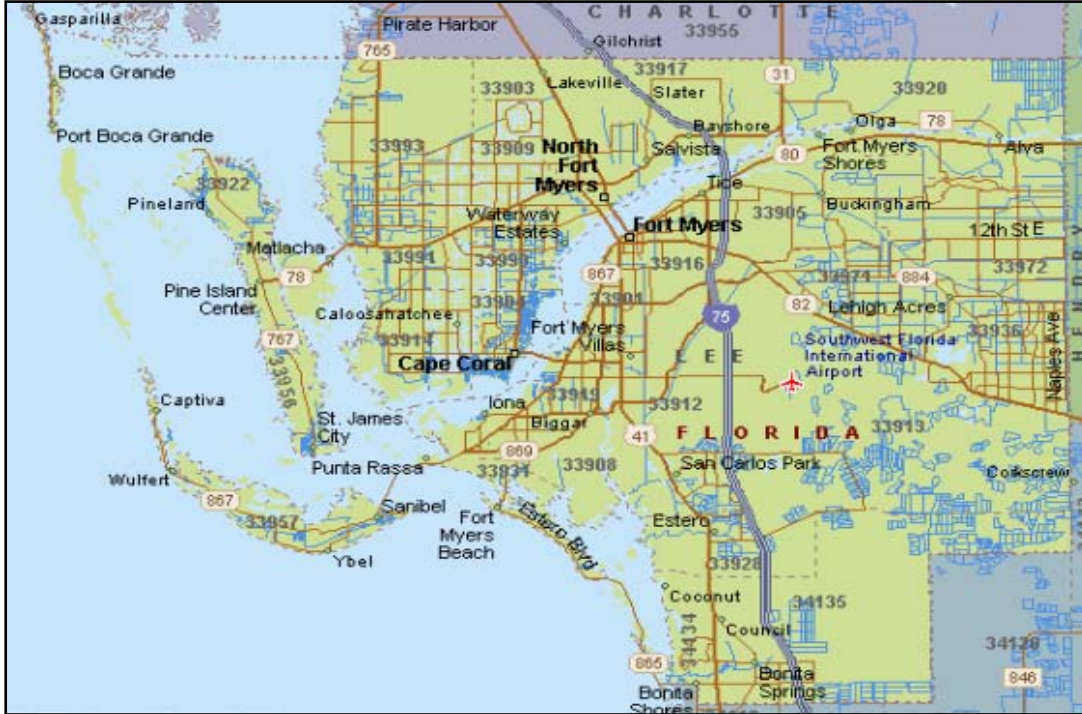 Gasparilla
CHARLOTTE
Pirate Harbor
33955
765
Gilchrist
Boca Grande
33917
31
33903
Lakeville
Slater
33920
Port Boca Grande
Bayshore
Olga
78
33993
33909
North
Fort
Myers
Salvista
80
Fort Myers
Shores
Alva
33922
Tice
Pineland
Waterway
Estates
33905
Buckingham
Fort Myers
12th St E
Matlacha
33991
33990
867
33916
33971
884
33972
HENDRY
78
Pine Island
Center
33904
33901
82
Lehigh Acres
Caloosahatchee
Fort Myers
Villas
75
33936
767
33914
LEE
Southwest Florida
International
Airport
Naples Ave
Cape Coral
33956
Captiva
St. James
City
Iona
33919
33912
Biggar
41
FLORIDA
33913
869
Punta Rassa
33931
33908
San Carlos Park
Corkscrew
Wulfert
867
33957
Sanibel
Fort
Myers
Beach
Estero Blvd
Estero
Ybel
33928
Coconut
34135
34134
Council
34120
865
Bonita
Springs
846
Bonita
Shores